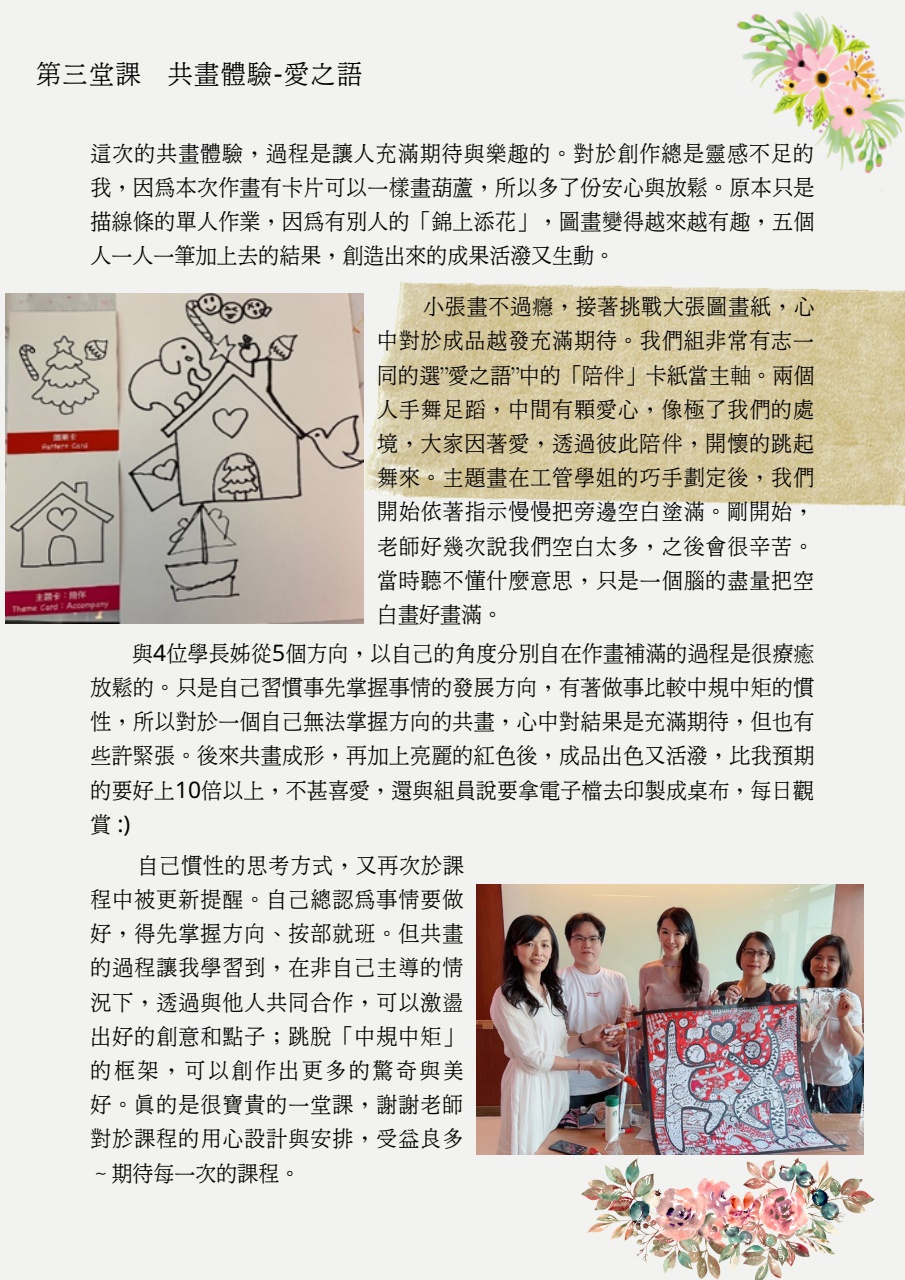 第三堂課　共畫體驗-愛之語
這次的共畫體驗，過程是讓人充滿期待與樂趣的。對於創作總是靈感不足的
我，因為本次作畫有卡片可以一樣畫葫蘆，所以多了份安心與放鬆。原本只是
描線條的單人作業，因為有別人的「錦上添花」，圖畫變得越來越有趣，五個
人一人一筆加上去的結果，創造出來的成果活潑又生動。
小張畫不過癮，接著挑戰大張圖畫紙，心
中對於成品越發充滿期待。我們組非常有志一
同的選”愛之語”中的「陪伴」卡紙當主軸。兩個
人手舞足蹈，中間有顆愛心，像極了我們的處
境，大家因著愛，透過彼此陪伴，開懷的跳起
舞來。主題畫在工管學姐的巧手劃定後，我們
開始依著指示慢慢把旁邊空白塗滿。剛開始，
老師好幾次說我們空白太多，之後會很辛苦。
當時聽不懂什麼意思，只是一個腦的盡量把空
白畫好畫滿。
圖案卡
Pattern Card
主題卡：陪伴
Theme Card：Accompany
與4位學長姊從5個方向，以自己的角度分別自在作畫補滿的過程是很療癒
放鬆的。只是自己習慣事先掌握事情的發展方向，有著做事比較中規中矩的慣
性，所以對於一個自己無法掌握方向的共畫，心中對結果是充滿期待，但也有
些許緊張。後來共畫成形，再加上亮麗的紅色後，成品出色又活潑，比我預期
的要好上10倍以上，不甚喜愛，還與組員說要拿電子檔去印製成桌布，每日觀
賞 :)
自己慣性的思考方式，又再次於課
程中被更新提醒。自己總認為事情要做
好，得先掌握方向、按部就班。但共畫
的過程讓我學習到，在非自己主導的情
況下，透過與他人共同合作，可以激盪
出好的創意和點子；跳脫「中規中矩」
的框架，可以創作出更多的驚奇與美
好。真的是很寶貴的一堂課，謝謝老師
對於課程的用心設計與安排，受益良多
～期待每一次的課程。